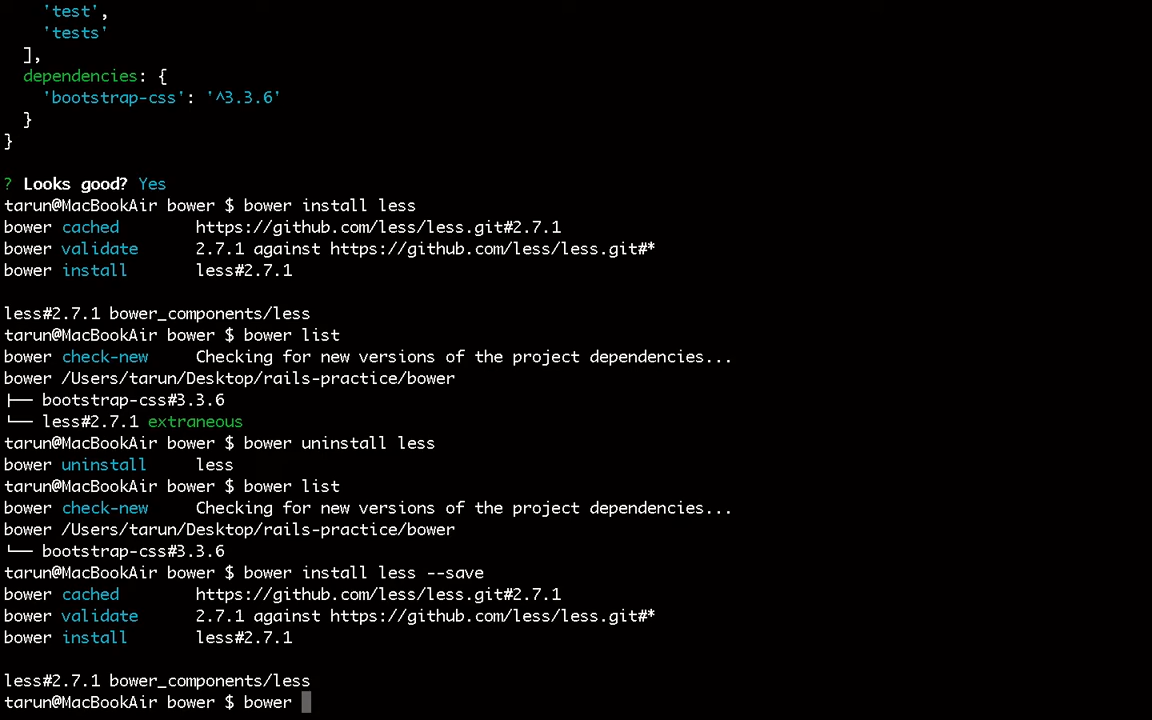 'test',
'tests'
],
dependencies: {
'bootstrap-css': '^3.3.6'
}
}
? Looks good? Yes
tarun@MacBookAir bower $ bower install less
bower cached https://github.com/less/less.git#2.7.1
bower validate 2.7.1 against https://github.com/less/less.git#*
bower install less#2.7.1
less#2.7.1 bower_components/less
tarun@MacBookAir bower $ bower list
bower check-new Checking for new versions of the project dependencies...
bower /Users/tarun/Desktop/rails-practice/bower
├── bootstrap-css#3.3.6
└── less#2.7.1 extraneous
tarun@MacBookAir bower $ bower uninstall less
bower uninstall less
tarun@MacBookAir bower $ bower list
bower check-new Checking for new versions of the project dependencies...
bower /Users/tarun/Desktop/rails-practice/bower
└── bootstrap-css#3.3.6
tarun@MacBookAir bower $ bower install less --save
bower cached https://github.com/less/less.git#2.7.1
bower validate 2.7.1 against https://github.com/less/less.git#*
bower install less#2.7.1
less#2.7.1 bower_components/less
tarun@MacBookAir bower $ bower